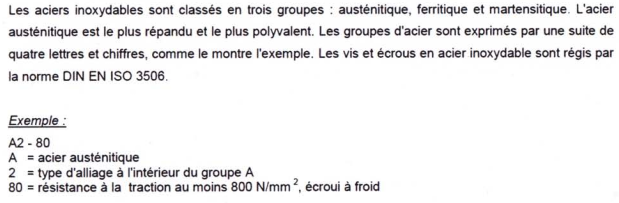 Les aciers inoxydables sont classés en trois groupes : austénitique, ferritique et martensitique. L'acier
austénitique est le plus répandu et le plus polyvalent. Les groupes d'acier sont exprimés par une suite de
quatre lettres et chiffres, comme le montre l'exemple. Les vis et écrous en acier inoxydable sont régis par
la norme DIN EN ISO 3506.
Exemple :
A2 - 80
A = acier austénitique
2 = type d'alliage à l'intérieur du groupe A
80 = résistance à la traction au moins 800 N/mm ², écroui à froid